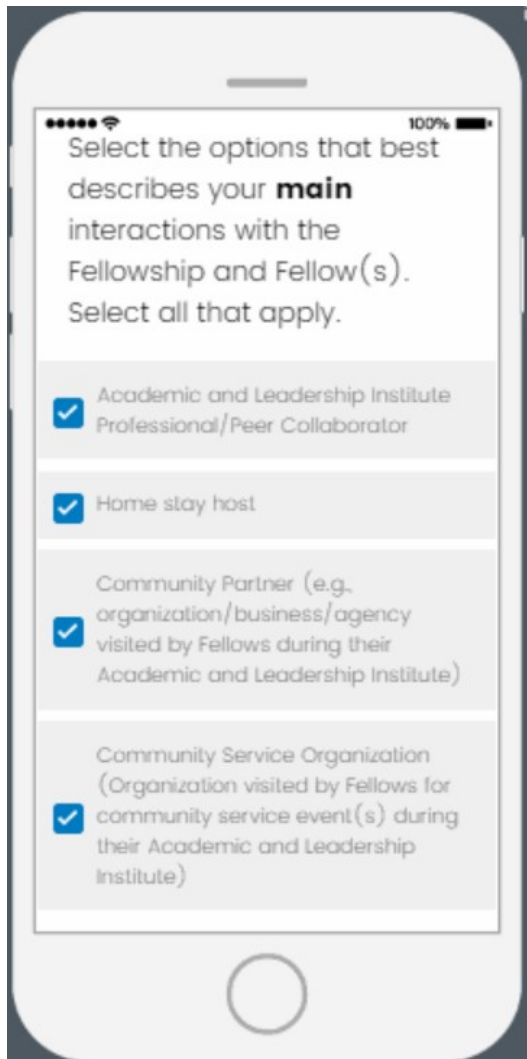 100%
Select the options that best
describes your main
interactions with the
Fellowship and Fellow(s).
Select all that apply.
Academic and Leadership Institute
Professional/Peer Collaborator
Home stay host
Community Partner (e.g.,
organization/business/agency
visited by Fellows during their
Academic and Leadership Institute)
Community Service Organization
(Organization visited by Fellows for
community service event(s) during
their Academic and Leadership
Institute)